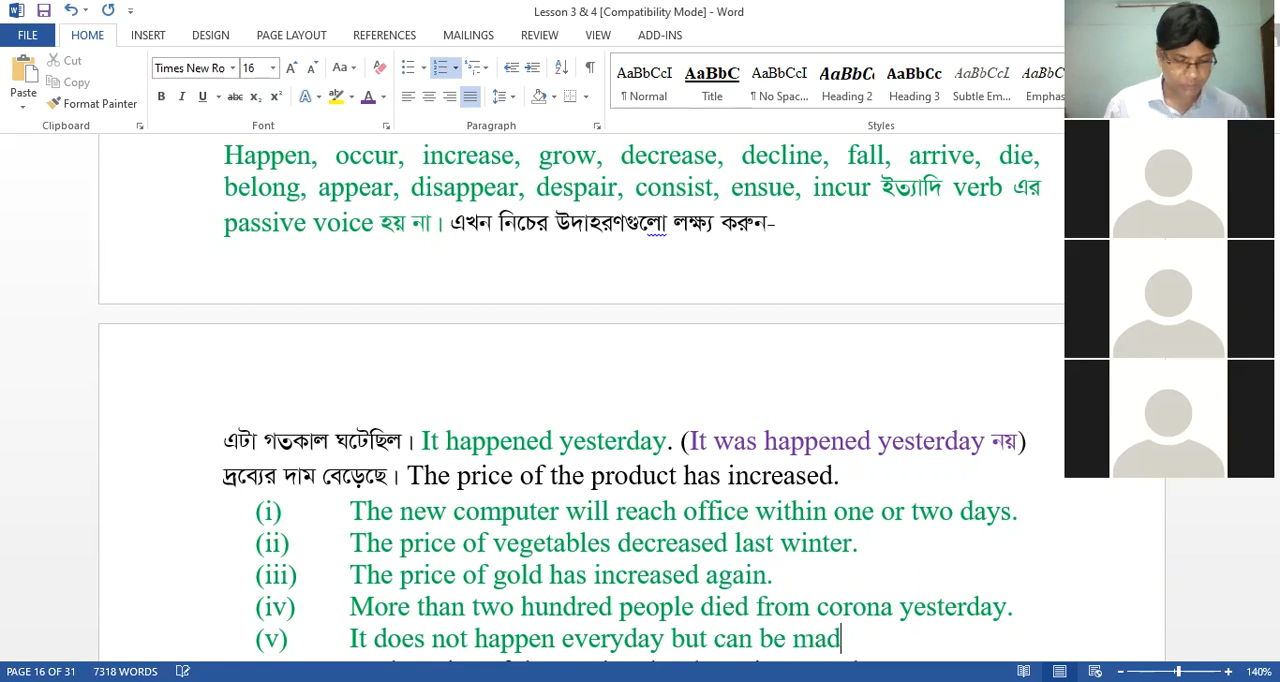 Lesson 3 & 4 [Compatibility Mode] - Word
FILE HOME INSERT DESIGN PAGE LAYOUT REFERENCES MAILINGS REVIEW VIEW ADD-INS
Cut
Copy
Format Painter
Paste
Times New Ro 16
Aa
AaBbCcI AaBbC AaBbCcI AaBbCc AaBbCc AaBbCcI AaBbC
¶ Normal Title ¶ No Spac... Heading 2 Heading 3 Subtle Em... Emphas
Clipboard Font Paragraph Styles
Happen, occur, increase, grow, decrease, decline, fall, arrive, die,
belong, appear, disappear, despair, consist, ensue, incur ইত্যাদি verb এর
passive voice হয় না। এখন নিচের উদাহরণগুলো লক্ষ্য করুন-
এটা গতকাল ঘটেছিল। It happened yesterday. (It was happened yesterday নয়)
দ্রব্যের দাম বেড়েছে। The price of the product has increased.
(i) The new computer will reach office within one or two days.
(ii) The price of vegetables decreased last winter.
(iii) The price of gold has increased again.
(iv) More than two hundred people died from corona yesterday.
(v) It does not happen everyday but can be mad
PAGE 16 OF 31 7318 WORDS 140%